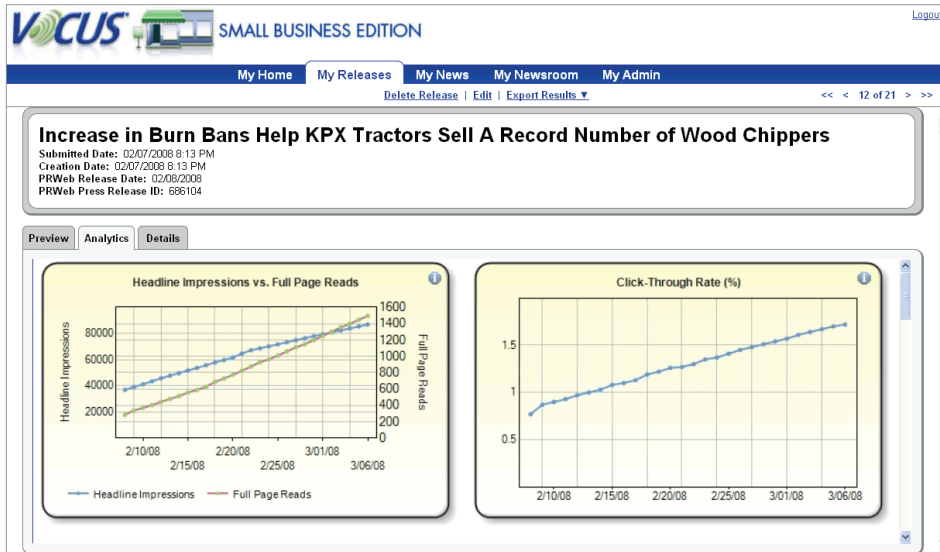 VOCUS SMALL BUSINESS EDITION
Logout
My Home My Releases My News My Newsroom My Admin
Delete Release | Edit | Export Results ▼ << < 12 of 21 > >>
Increase in Burn Bans Help KPX Tractors Sell A Record Number of Wood Chippers
Submitted Date: 02/07/2008 8:13 PM
Creation Date: 02/07/2008 8:13 PM
PRWeb Release Date: 02/08/2008
PRWeb Press Release ID: 686104
Preview Analytics Details
Headline Impressions vs. Full Page Reads
Headline Impressions
80000
60000
40000
20000
1600
1400
1200
1000
800
600
400
200
0
Full Page Reads
2/10/08 2/20/08 3/01/08
2/15/08 2/25/08 3/06/08
Headline Impressions Full Page Reads
Click-Through Rate (%)
1.5
1
0.5
2/10/08 2/15/08 2/20/08 2/25/08 3/01/08 3/06/08